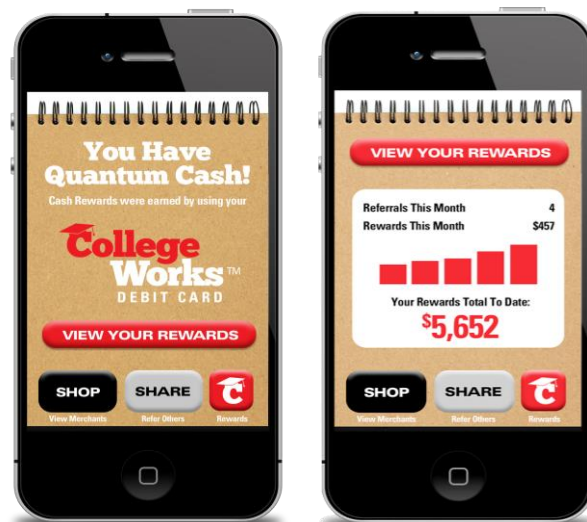 You Have
Quantum Cash!
Cash Rewards were earned by using your
College
Works™
DEBIT CARD
VIEW YOUR REWARDS
SHOP
SHARE
C
View Merchants
Refer Others
Rewards
VIEW YOUR REWARDS
Referrals This Month 4
Rewards This Month $457
Your Rewards Total To Date:
$5,652
SHOP
SHARE
C
View Merchants
Refer Others
Rewards